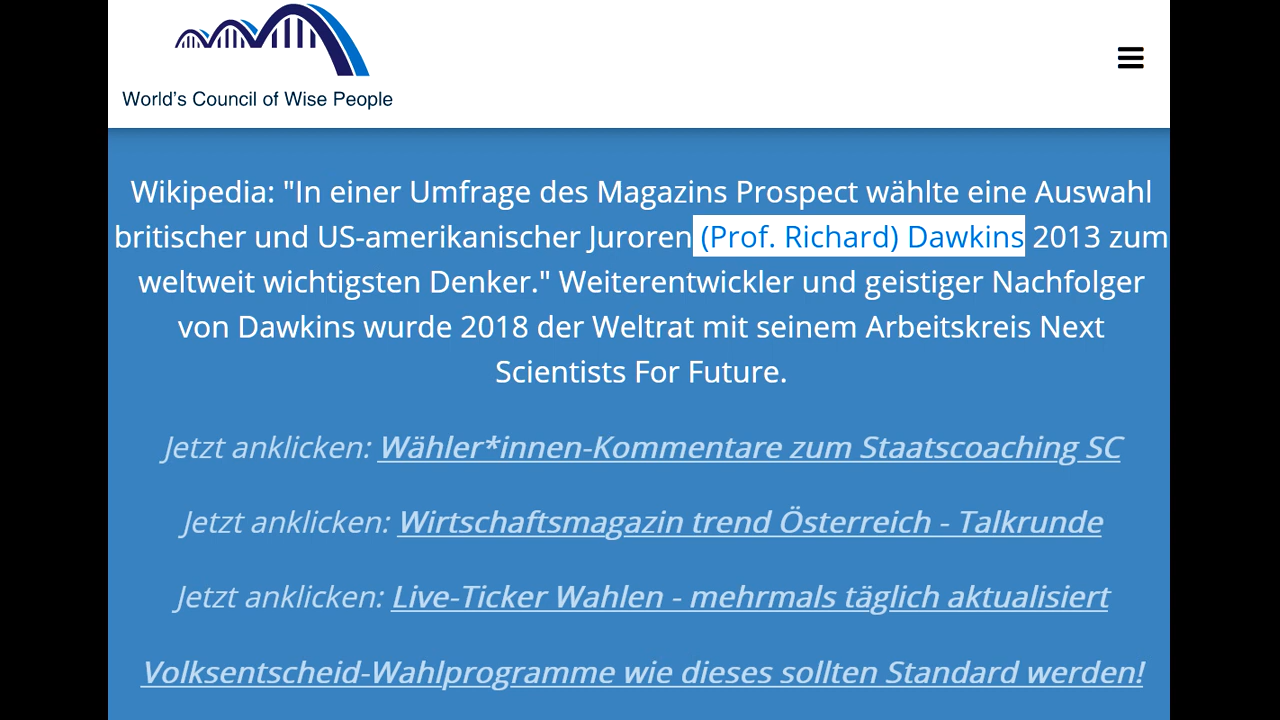 World's Council of Wise People
Wikipedia: "In einer Umfrage des Magazins Prospect wählte eine Auswahl
britischer und US-amerikanischer Juroren (Prof. Richard) Dawkins 2013 zum
weltweit wichtigsten Denker." Weiterentwickler und geistiger Nachfolger
von Dawkins wurde 2018 der Weltrat mit seinem Arbeitskreis Next
Scientists For Future.
Jetzt anklicken: Wähler*innen-Kommentare zum Staatscoaching SC
Jetzt anklicken: Wirtschaftsmagazin trend Österreich - Talkrunde
Jetzt anklicken: Live-Ticker Wahlen - mehrmals täglich aktualisiert
Volksentscheid-Wahlprogramme wie dieses sollten Standard werden!